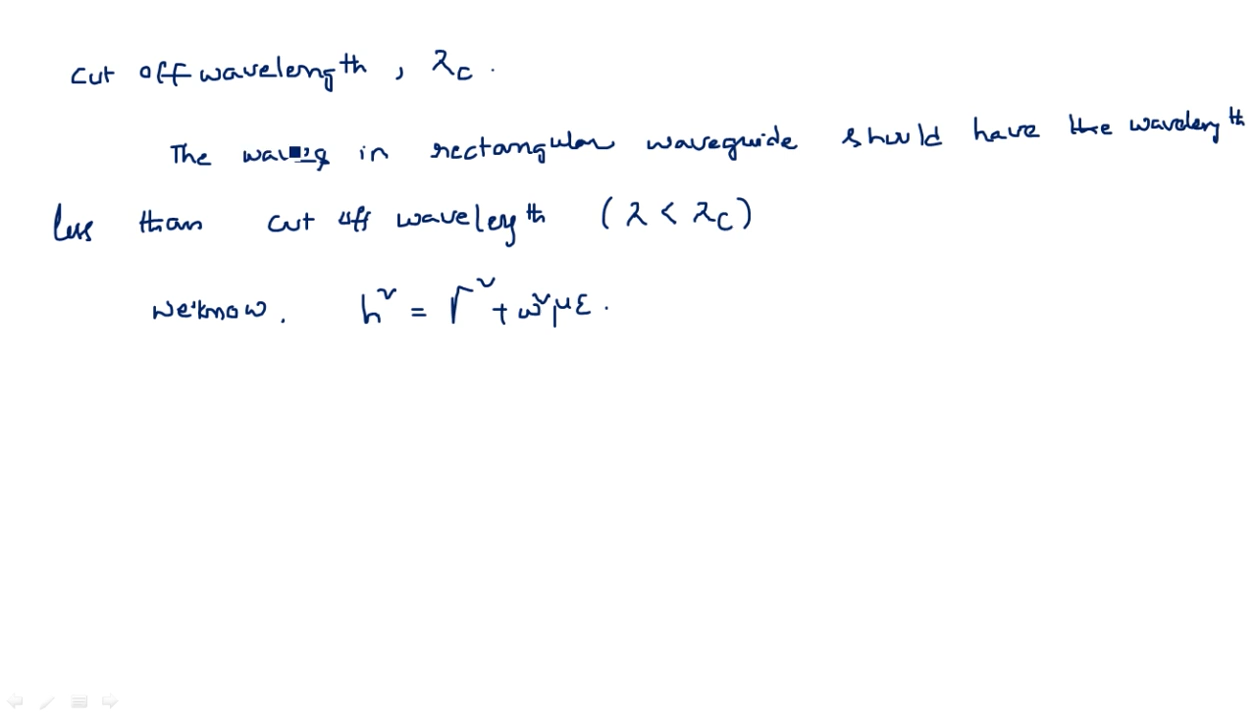 cut off wavelength, λc.
The waves in rectangular waveguide should have the wavelength
less than cut off wavelength (λ < λc)
We know. h² = Γ² + ω²με.